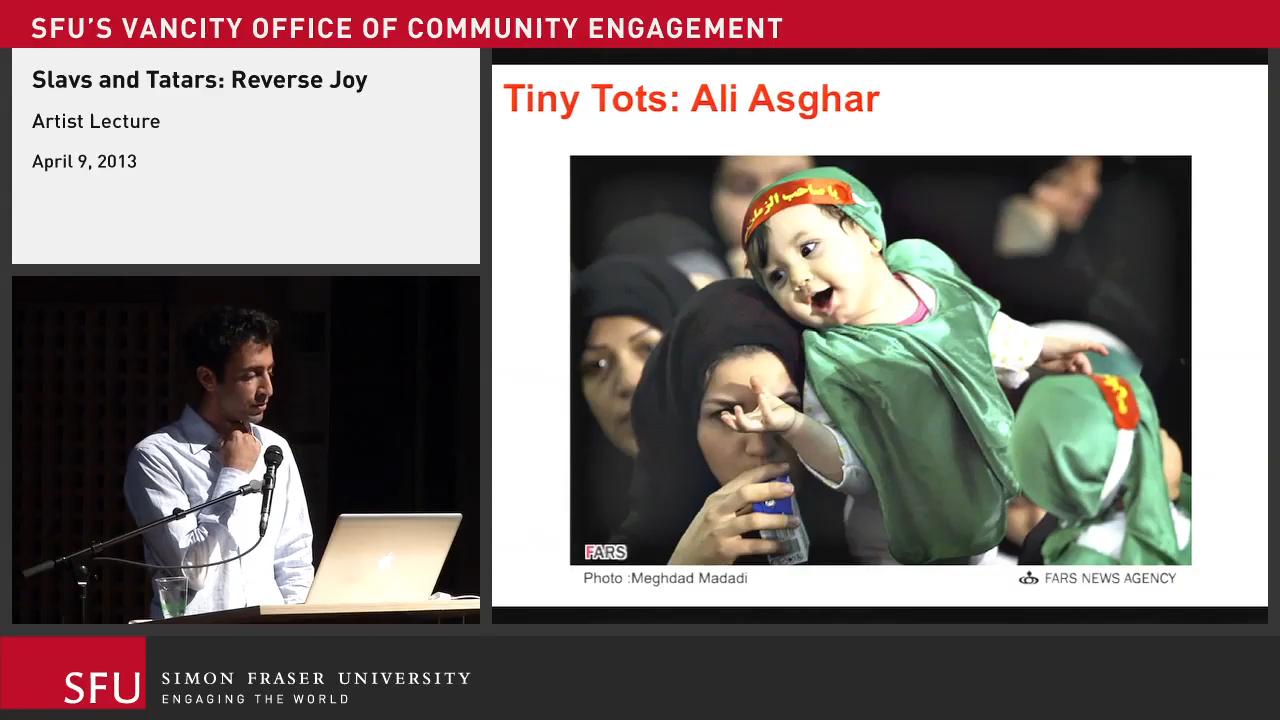 SFU'S VANCITY OFFICE OF COMMUNITY ENGAGEMENT
Slavs and Tatars: Reverse Joy
Artist Lecture
April 9, 2013
Tiny Tots: Ali Asghar
یا صاحب الزمان
FARS
Photo :Meghdad Madadi
FARS NEWS AGENCY
SFU
SIMON FRASER UNIVERSITY
ENGAGING THE WORLD